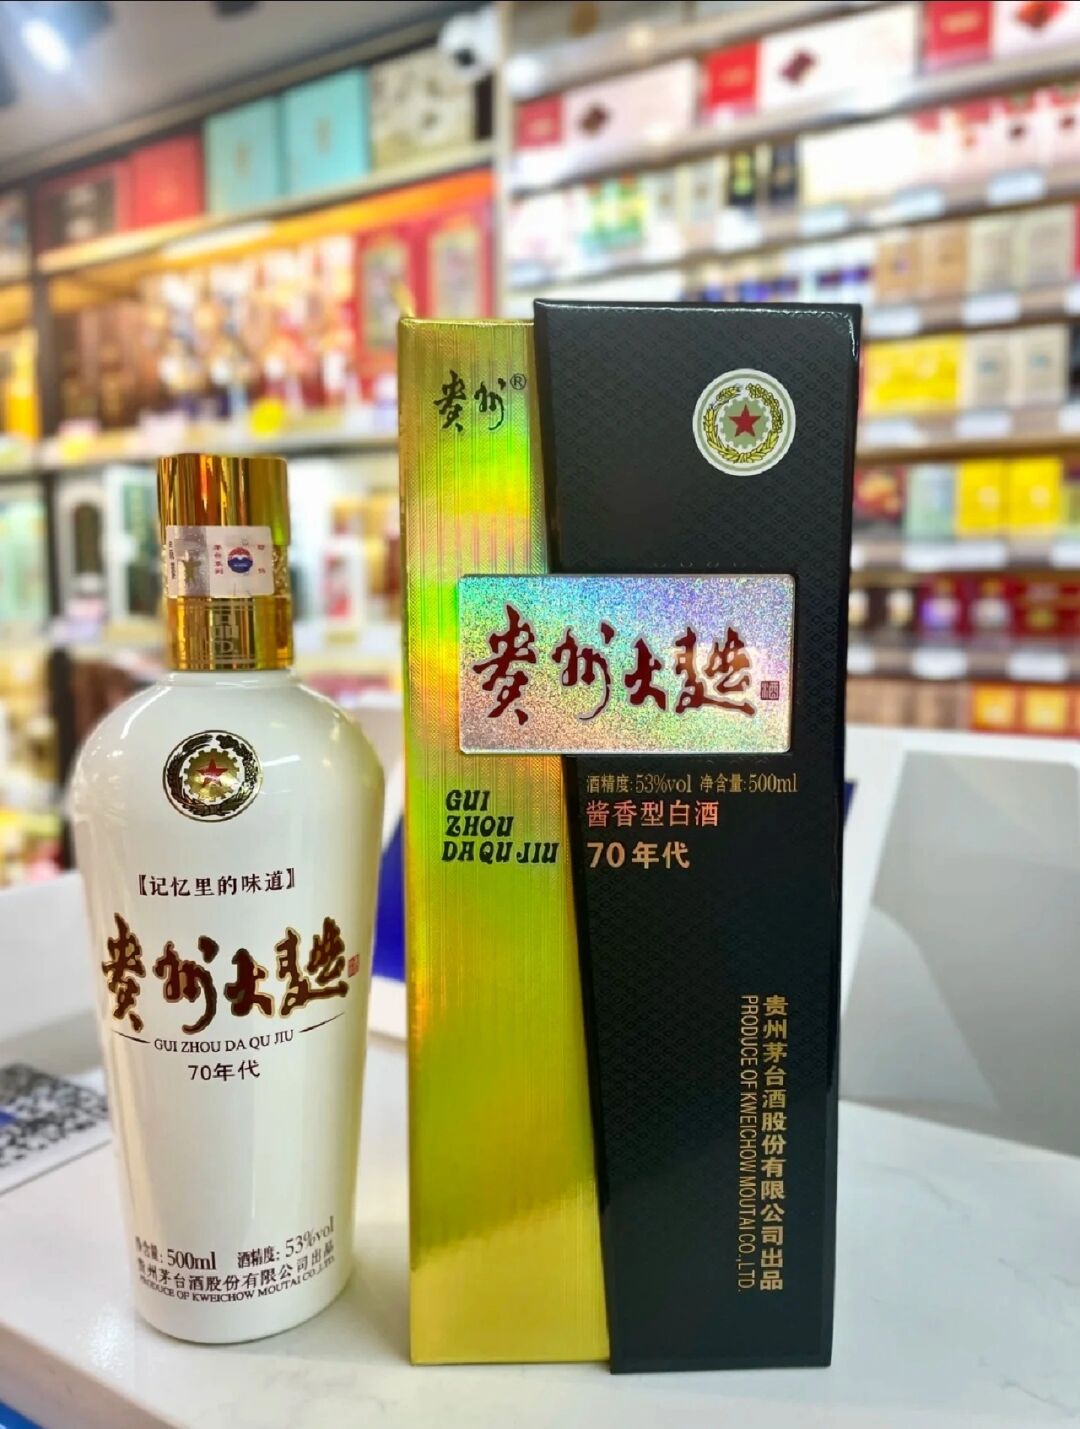 贵州®
贵州大曲
酒精度:53%vol 净含量:500ml
酱香型白酒
70年代
GUI
ZHOU
DA QU JIU
贵州茅台酒股份有限公司出品
PRODUCE OF KWEICHOW MOUTAI CO.,LTD.
【记忆里的味道】
贵州大曲
GUI ZHOU DA QU JIU
70年代
净含量:500ml 酒精度:53%vol
贵州茅台酒股份有限公司出品
PRODUCE OF KWEICHOW MOUTAI CO.,LTD.